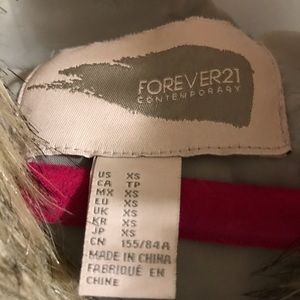 FOREVER21
CONTEMPORARY
US XS
CA TP
MX XS
EU XS
UK XS
KR XS
JP XS
CN 155/84A
MADE IN CHINA
FABRIQUÉ EN
CHINE